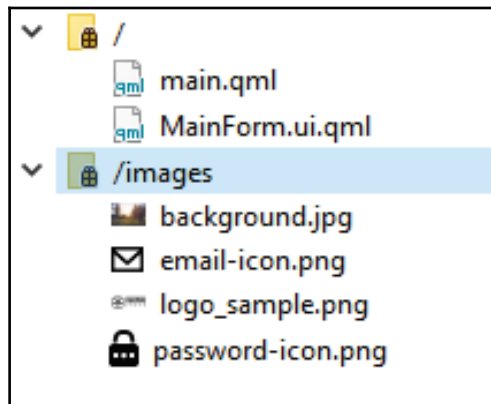 /
main.qml
MainForm.ui.qml
/images
background.jpg
email-icon.png
logo_sample.png
password-icon.png